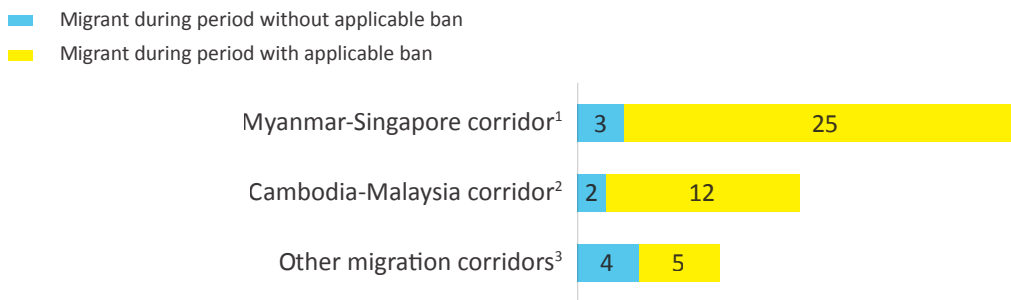 Migrant during period without applicable ban
Migrant during period with applicable ban
Myanmar-Singapore corridor¹ 3 25
Cambodia-Malaysia corridor² 2 12
Other migration corridors³ 4 5